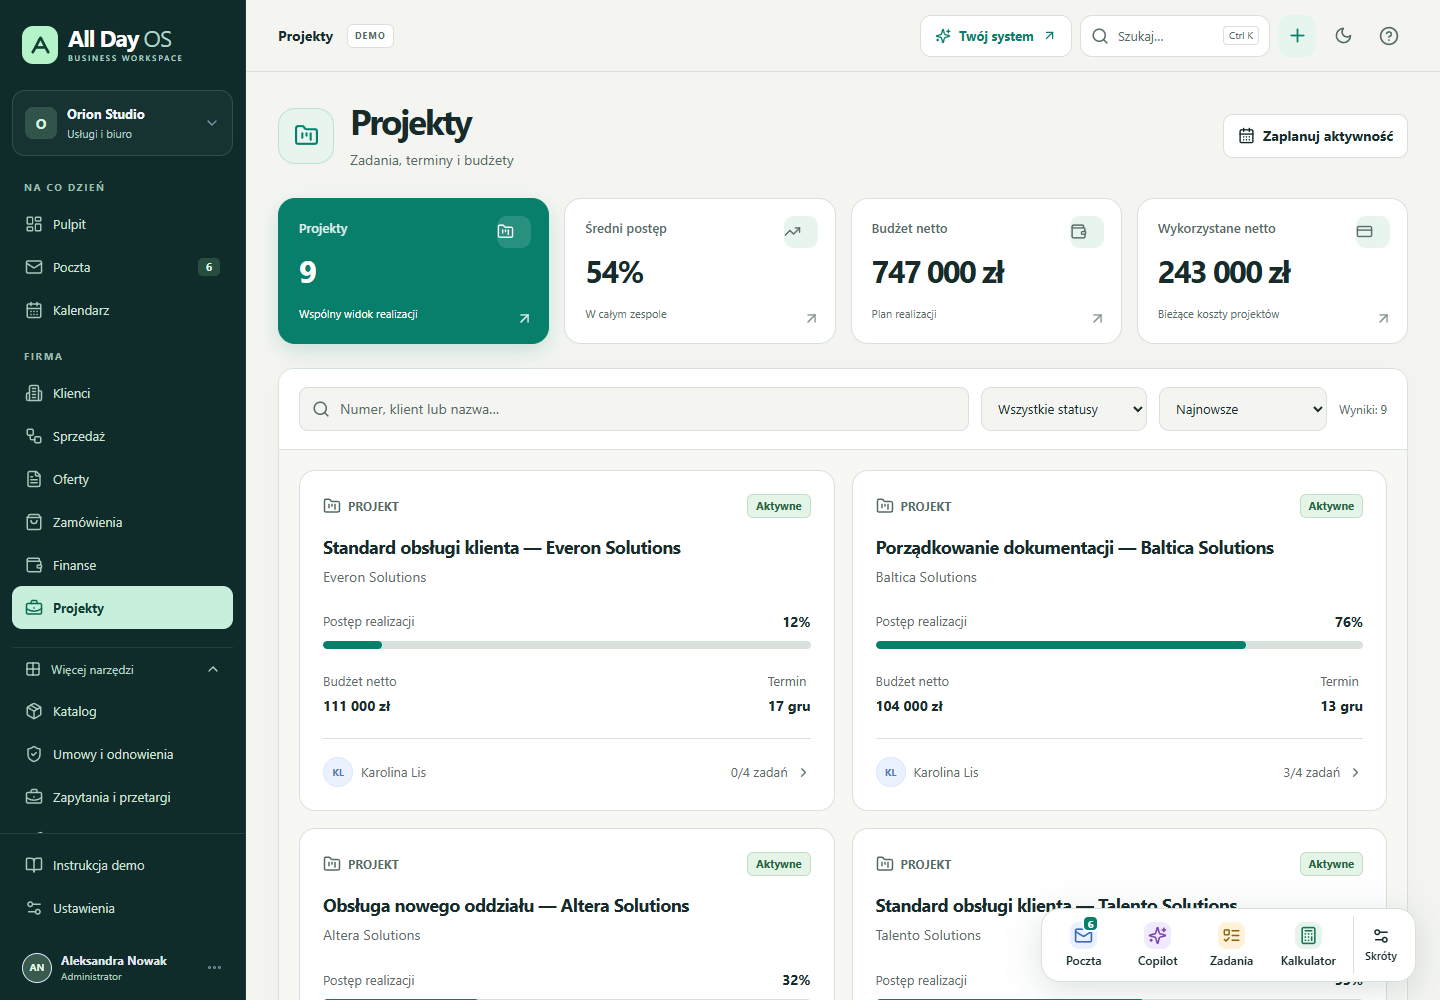 All Day OS
BUSINESS WORKSPACE
O
Orion Studio
Usługi i biuro
NA CO DZIEŃ
Pulpit
Poczta 6
Kalendarz
FIRMA
Klienci
Sprzedaż
Oferty
Zamówienia
Finanse
Projekty
Więcej narzędzi
Katalog
Umowy i odnowienia
Zapytania i przetargi
Instrukcja demo
Ustawienia
AN
Aleksandra Nowak
Administrator
Projekty DEMO
Twój system
Szukaj... Ctrl K
Projekty
Zadania, terminy i budżety
Zaplanuj aktywność
Projekty
9
Wspólny widok realizacji
Średni postęp
54%
W całym zespole
Budżet netto
747 000 zł
Plan realizacji
Wykorzystane netto
243 000 zł
Bieżące koszty projektów
Numer, klient lub nazwa...
Wszystkie statusy
Najnowsze
Wyniki: 9
PROJEKT Aktywne
Standard obsługi klienta — Everon Solutions
Everon Solutions
Postęp realizacji 12%
Budżet netto Termin
111 000 zł 17 gru
KL Karolina Lis 0/4 zadań
PROJEKT Aktywne
Porządkowanie dokumentacji — Baltica Solutions
Baltica Solutions
Postęp realizacji 76%
Budżet netto Termin
104 000 zł 13 gru
KL Karolina Lis 3/4 zadań
PROJEKT Aktywne
Obsługa nowego oddziału — Altera Solutions
Altera Solutions
Postęp realizacji 32%
PROJEKT Aktywne
Standard obsługi klienta — Talento Solutions
Talento Solutions
Postęp realizacji
6
Poczta
Copilot
Zadania
Kalkulator
Skróty